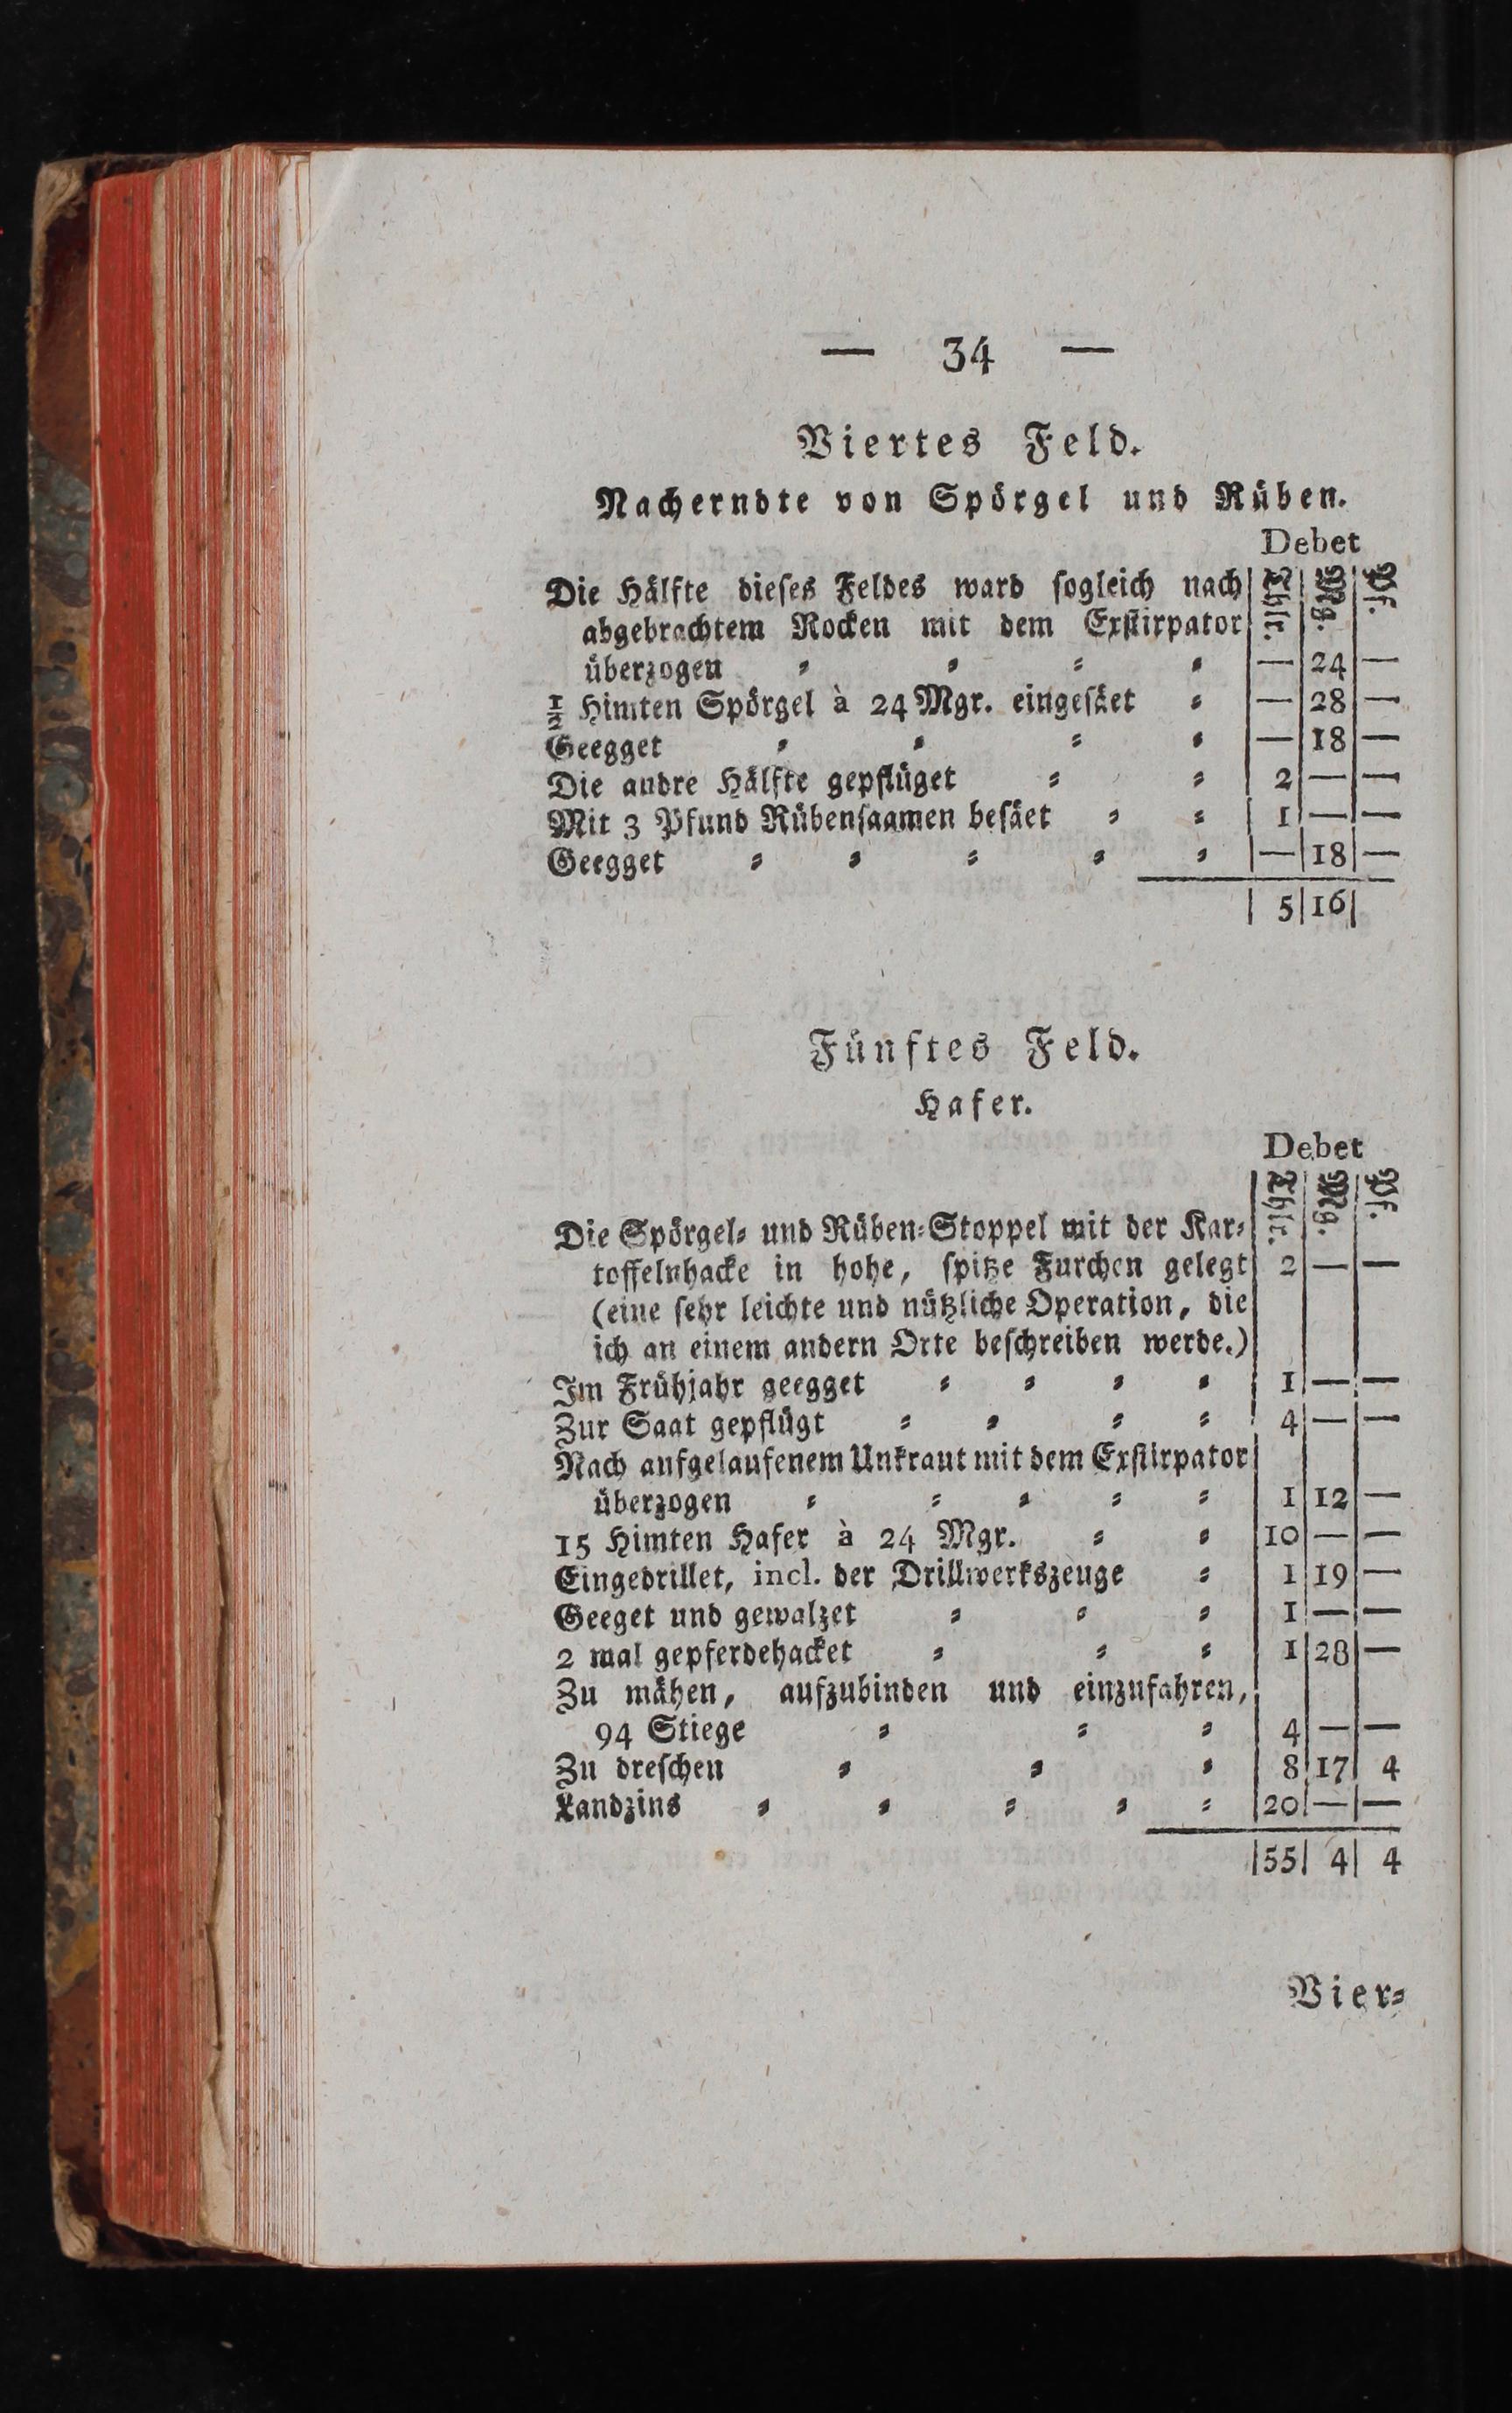 — 34 —
Viertes Feld.
Nacherndte von Spörgel und Rüben.
Debet
Die Hälfte dieses Feldes ward sogleich nach | Thlr. | Mg. | Pf.
abgebrachtem Rocken mit dem Exstirpator
überzogen = = = = | — | 24 | —
½ Himten Spörgel à 24 Mgr. eingesäet = | — | 28 | —
Geegget = = = = | — | 18 | —
Die andre Hälfte gepflüget = = | 2 | — | —
Mit 3 Pfund Rübensaamen besäet = = | 1 | — | —
Geegget = = = = = | — | 18 | —
| 5 | 16 |
Fünftes Feld.
Hafer.
Debet
| Thlr. | Mg. | Pf.
Die Spörgel= und Rüben=Stoppel mit der Kar=
toffelnhacke in hohe, spitze Furchen gelegt | 2 | — | —
(eine sehr leichte und nützliche Operation, die
ich an einem andern Orte beschreiben werde.)
Im Frühjahr geegget = = = = | 1 | — | —
Zur Saat gepflügt = = = = | 4 | — | —
Nach aufgelaufenem Unkraut mit dem Exstirpator
überzogen = = = = = | 1 | 12 | —
15 Himten Hafer à 24 Mgr. = = | 10 | — | —
Eingedrillet, incl. der Drillwerkszeuge = | 1 | 19 | —
Geeget und gewalzet = = = | 1 | — | —
2 mal gepferdehacket = = = | 1 | 28 | —
Zu mähen, aufzubinden und einzufahren,
94 Stiege = = = | 4 | — | —
Zu dreschen = = = | 8 | 17 | 4
Landzins = = = = = | 20 | — | —
| 55 | 4 | 4
Vier=